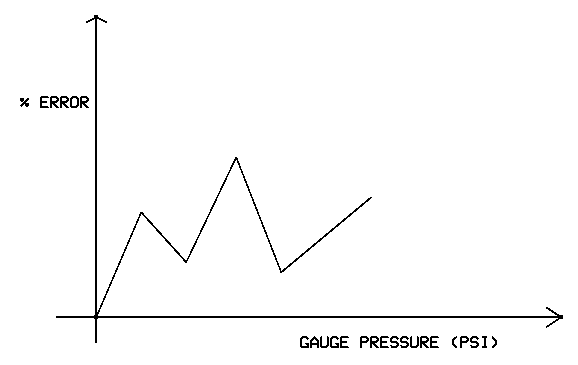 % ERROR
GAUGE PRESSURE (PSI)